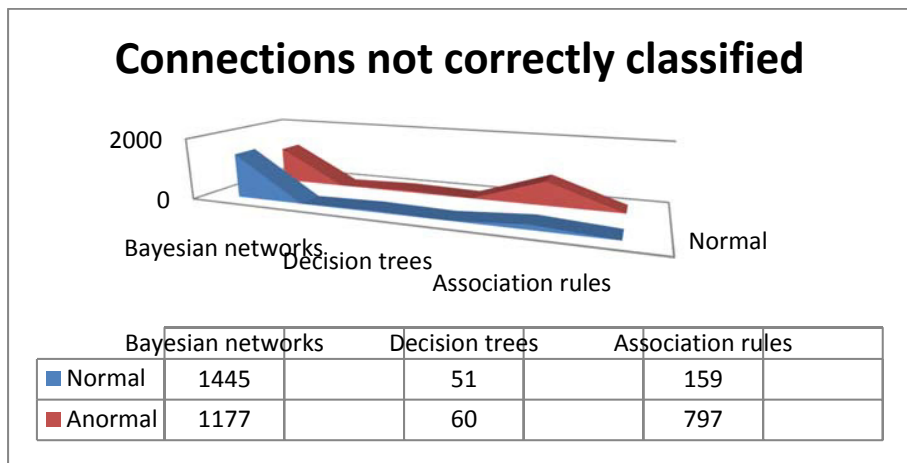 Connections not correctly classified
2000
0
Bayesian networks
Decision trees
Association rules
Normal
Bayesian networks Decision trees Association rules
Normal 1445 51 159
Anormal 1177 60 797